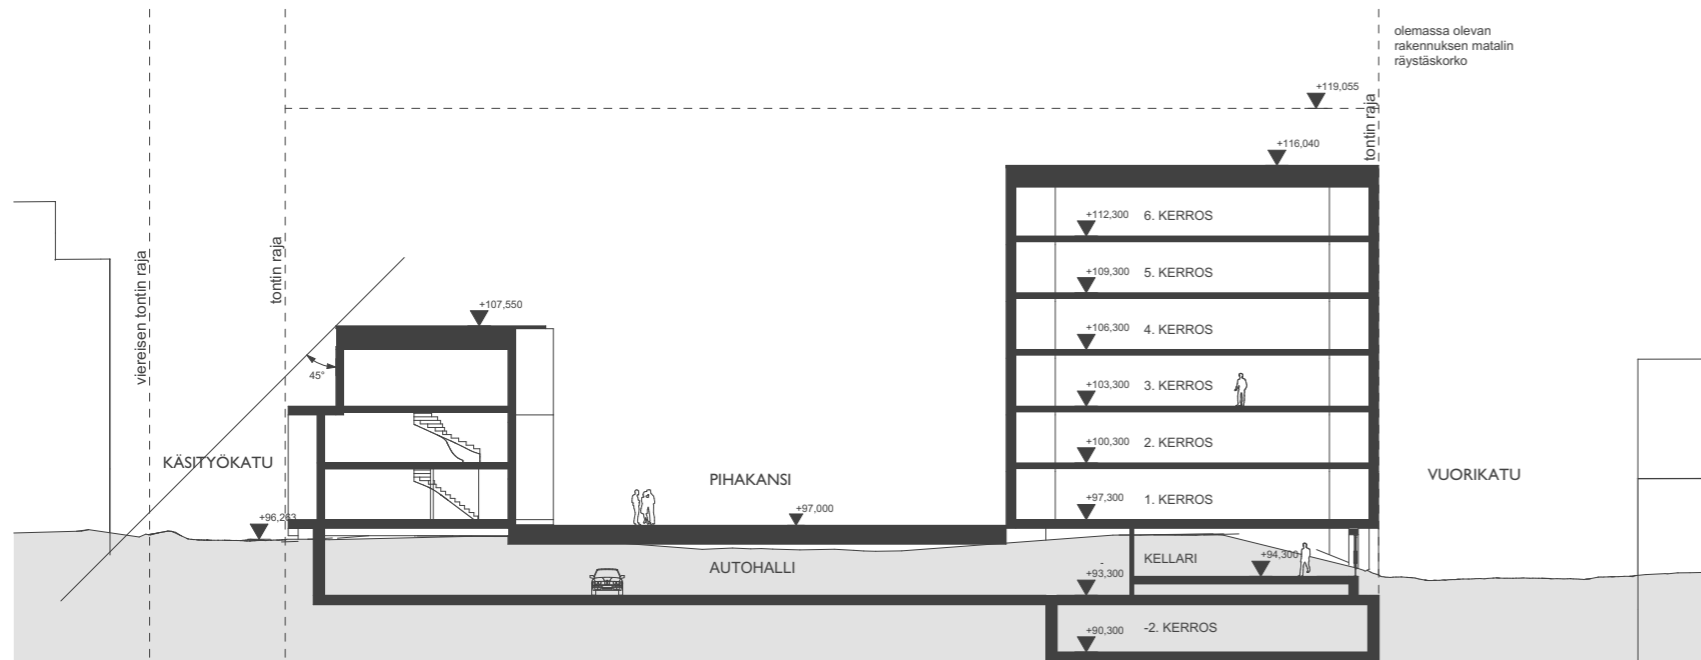 olemassa olevan
rakennuksen matalin
räystäskorko
+119,055
tontin raja
+116,040
+112,300 6. KERROS
viereisen tontin raja
tontin raja
+109,300 5. KERROS
+107,550
+106,300 4. KERROS
45°
+103,300 3. KERROS
+100,300 2. KERROS
KÄSITYÖKATU
PIHAKANSI
VUORIKATU
+97,300 1. KERROS
+97,000
+96,263
KELLARI
+94,300
AUTOHALLI
-
+93,300
+90,300 -2. KERROS